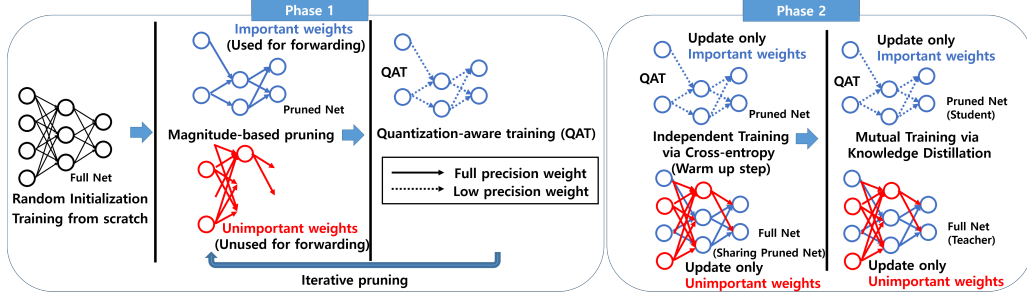 Phase 1
Important weights
(Used for forwarding)
Pruned Net
Full Net
Random Initialization
Training from scratch
Magnitude-based pruning
Unimportant weights
(Unused for forwarding)
QAT
Quantization-aware training (QAT)
Full precision weight
Low precision weight
Iterative pruning
Phase 2
Update only
Important weights
QAT
Pruned Net
Independent Training
via Cross-entropy
(Warm up step)
Full Net
(Sharing Pruned Net)
Update only
Unimportant weights
Update only
Important weights
QAT
Pruned Net
(Student)
Mutual Training via
Knowledge Distillation
Full Net
(Teacher)
Update only
Unimportant weights